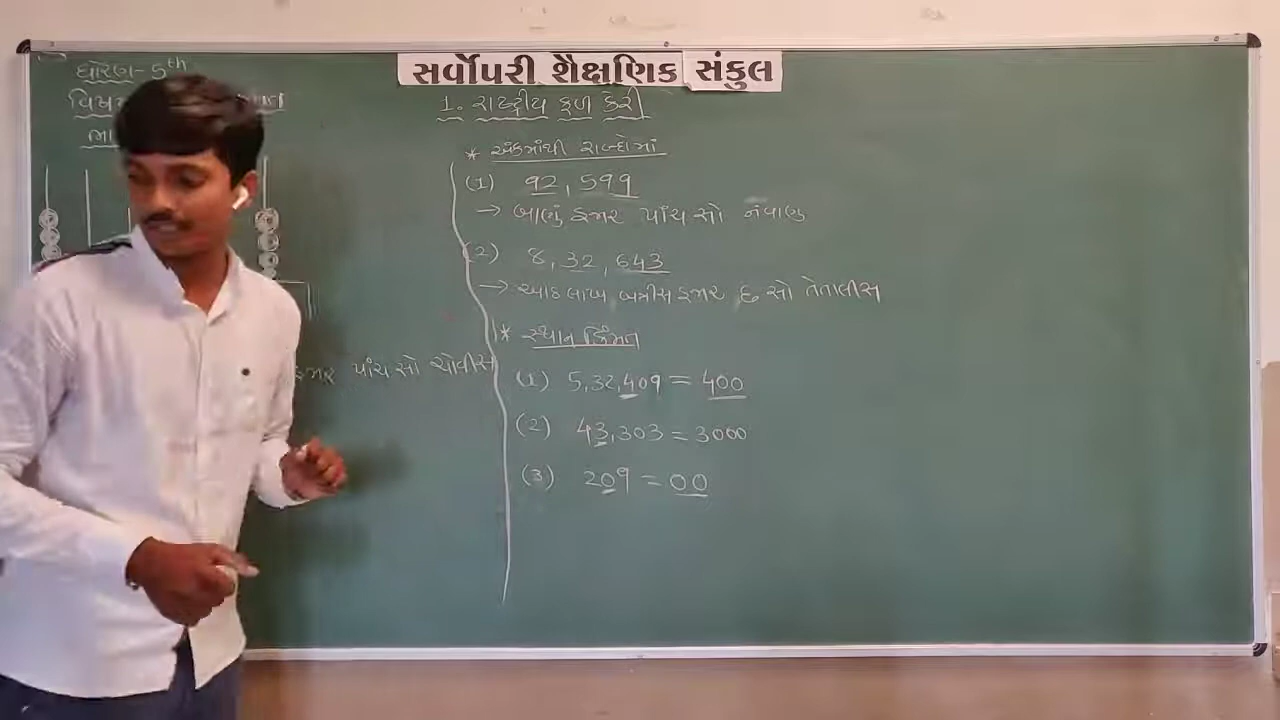 સર્વોપરી શૈક્ષણિક સંકુલ
ધોરણ - 5th
1. રાષ્ટ્રીય ફળ કેરી
* અંકમાંથી શબ્દોમાં
(1) 92,599
→ બાણું હજાર પાંચ સો નવાણુ
(2) 8,32,643
→ આઠ લાખ બત્રીસ હજાર છ સો તેતાલીસ
હજાર પાંચ સો ચોવીસ
* સ્થાન કિંમત
(1) 5,32,409 = 400
(2) 43,303 = 3000
(3) 209 = 00